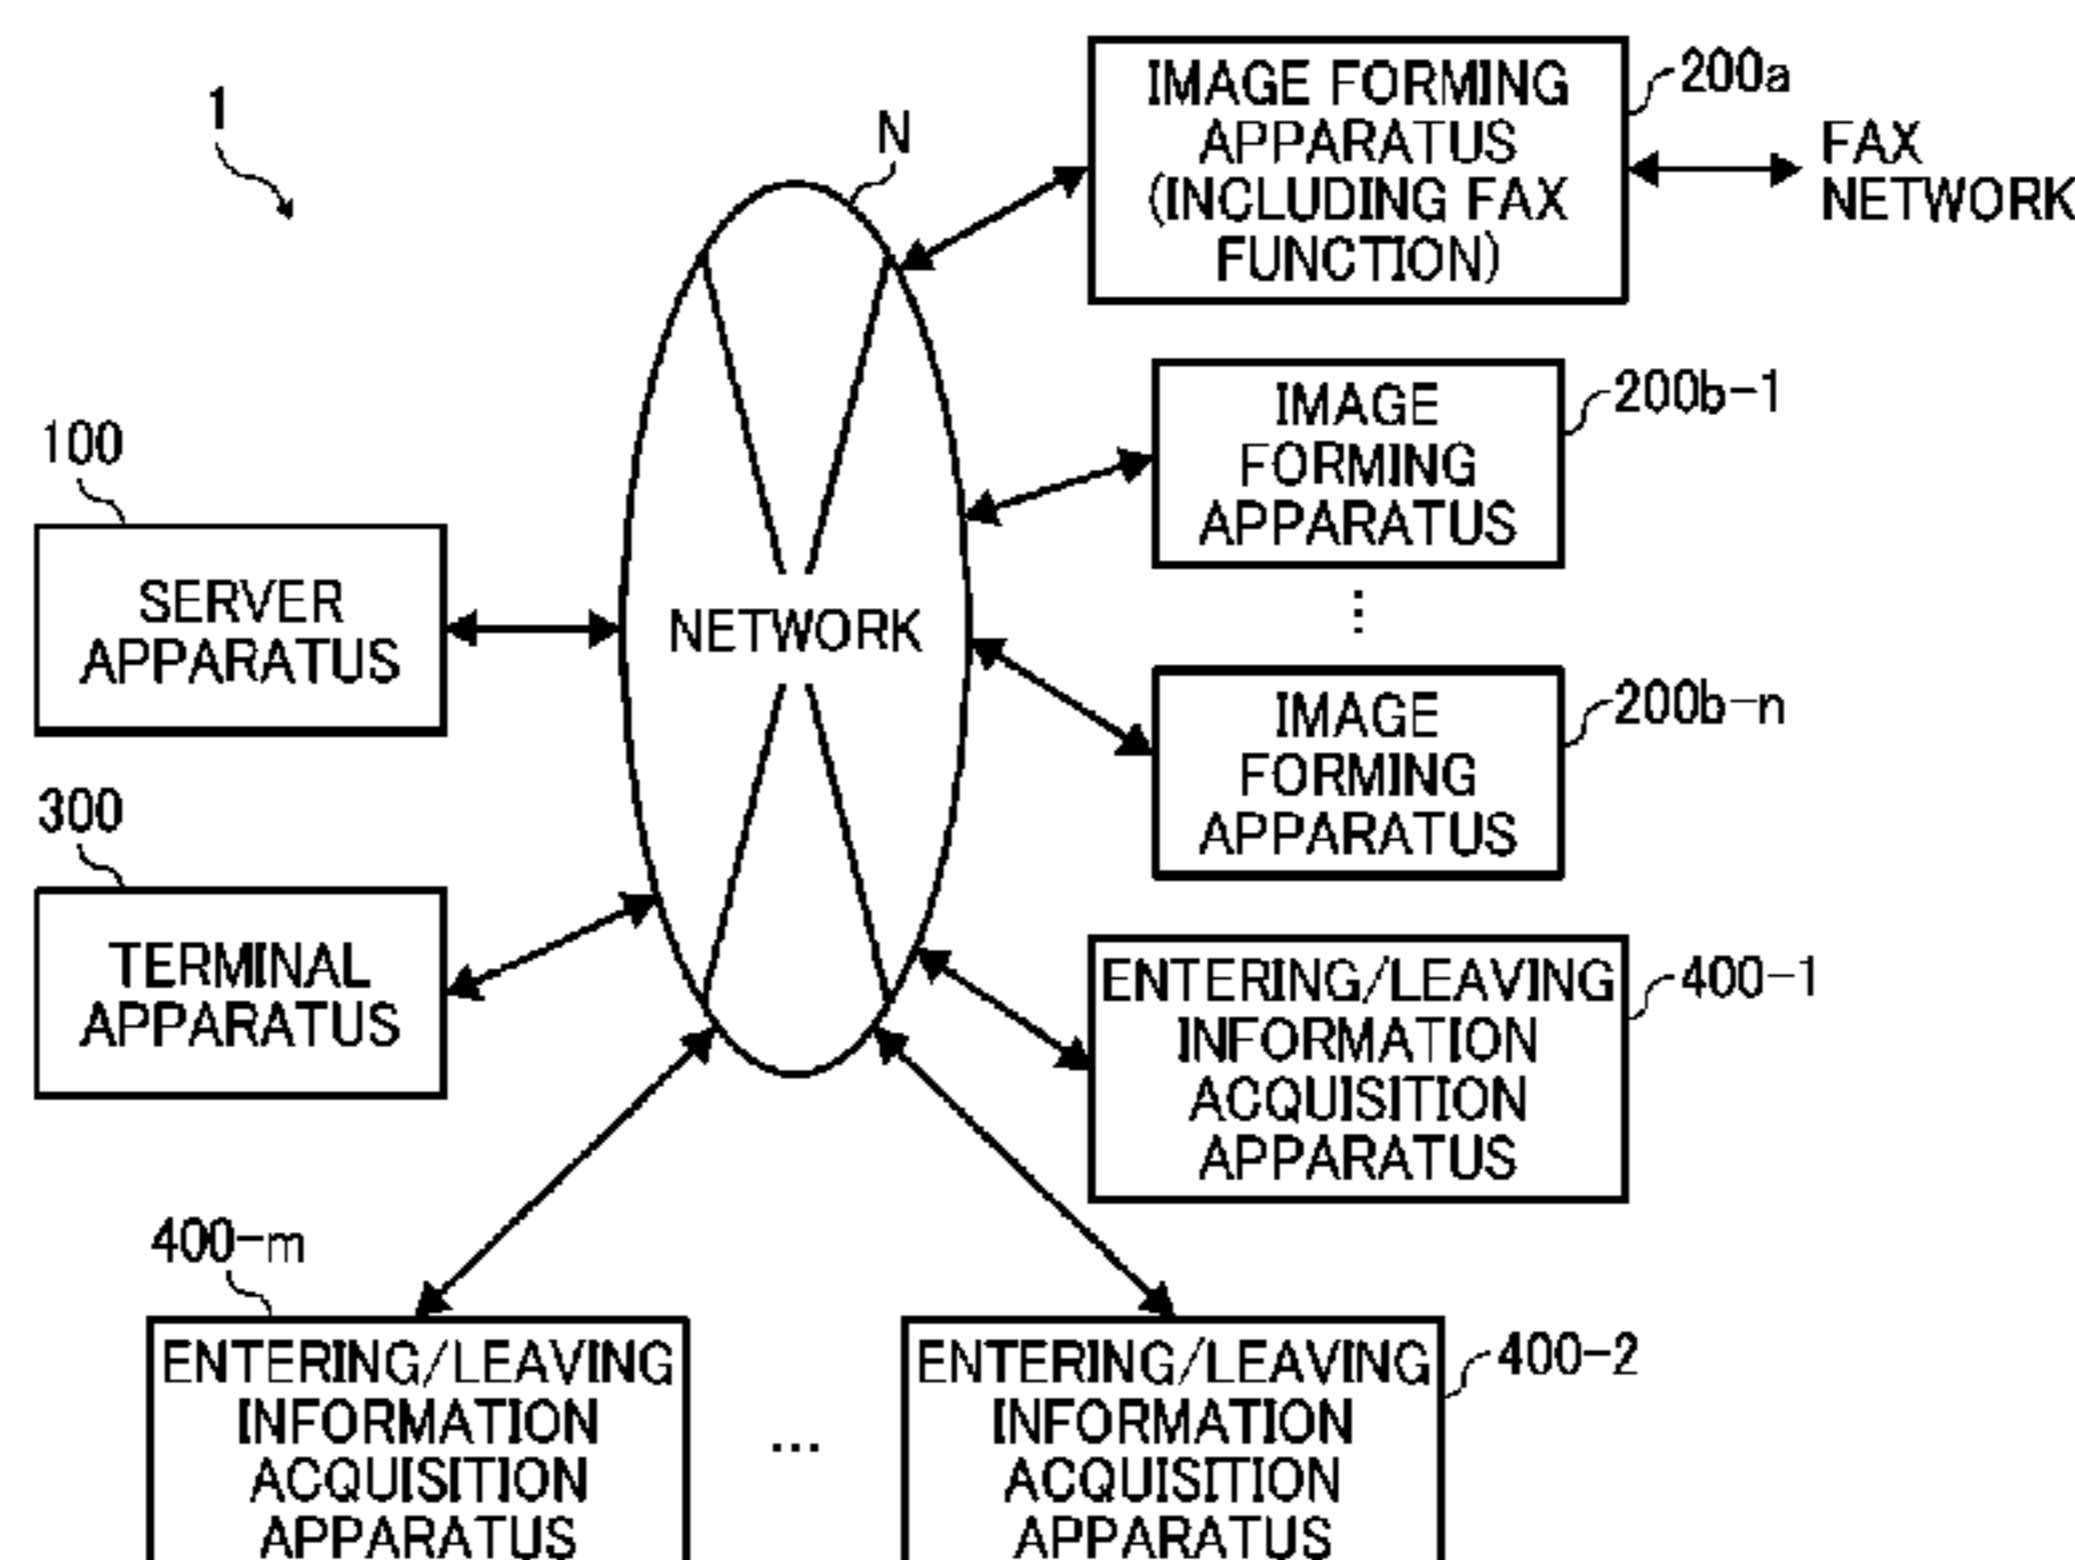 1
N
IMAGE FORMING
APPARATUS
(INCLUDING FAX
FUNCTION)
200a
FAX
NETWORK
IMAGE
FORMING
APPARATUS
200b-1
⋮
100
SERVER
APPARATUS
NETWORK
IMAGE
FORMING
APPARATUS
200b-n
300
TERMINAL
APPARATUS
ENTERING/LEAVING
INFORMATION
ACQUISITION
APPARATUS
400-1
400-m
ENTERING/LEAVING
INFORMATION
ACQUISITION
APPARATUS
...
ENTERING/LEAVING
INFORMATION
ACQUISITION
APPARATUS
400-2